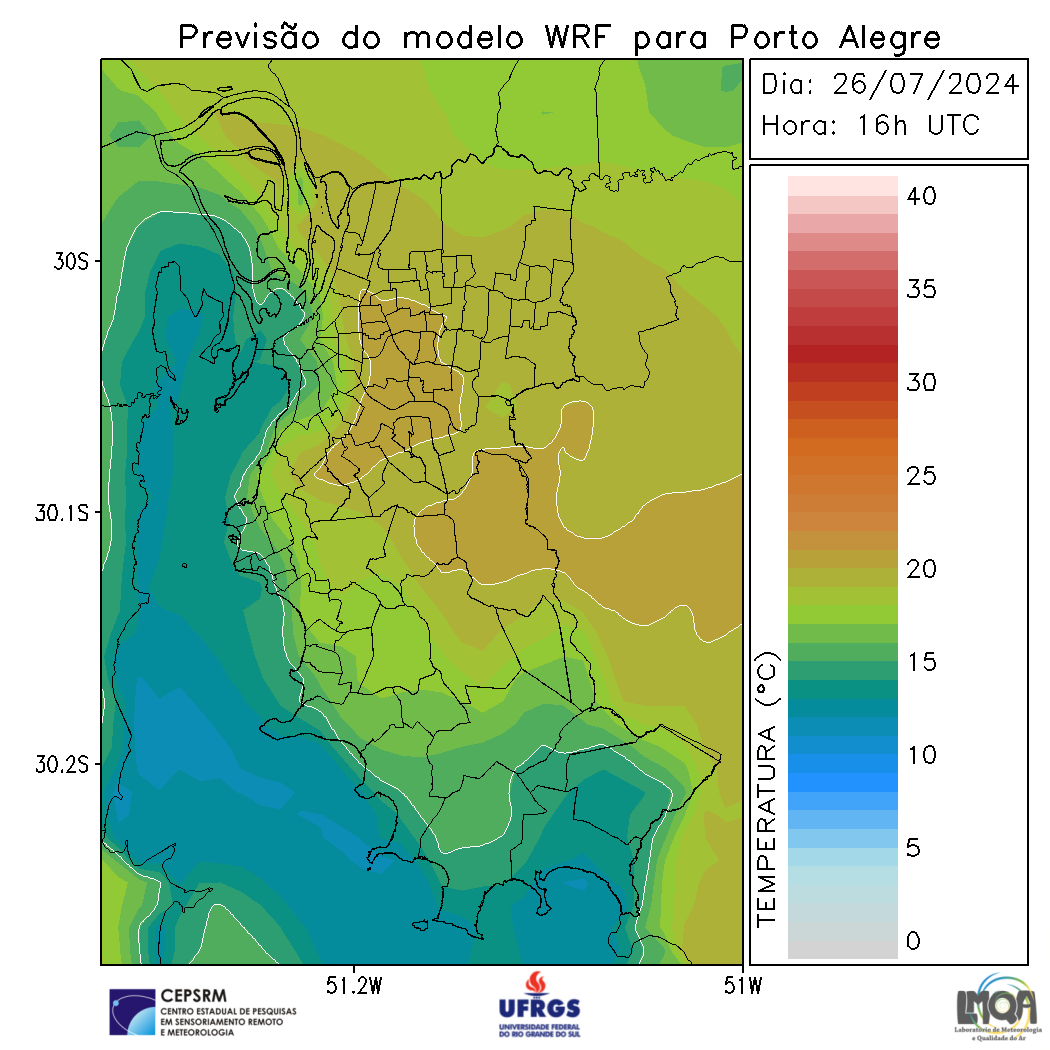 Previsão do modelo WRF para Porto Alegre
Dia: 26/07/2024
Hora: 16h UTC
40
35
30
25
20
15
10
5
0
TEMPERATURA (°C)
30S
30.1S
30.2S
51.2W
51W
CEPSRM
CENTRO ESTADUAL DE PESQUISAS
EM SENSORIAMENTO REMOTO
E METEOROLOGIA
UFRGS
UNIVERSIDADE FEDERAL
DO RIO GRANDE DO SUL
LMQA
Laboratório de Meteorologia
e Qualidade do Ar